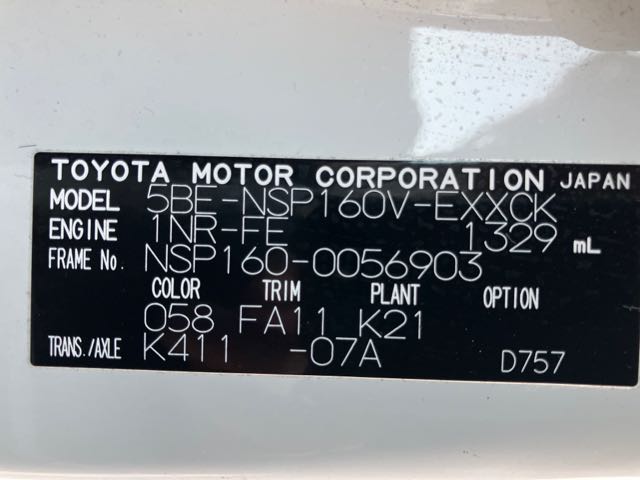 TOYOTA MOTOR CORPORATION JAPAN
MODEL 5BE-NSP160V-EXXCK
ENGINE 1NR-FE 1329 mL
FRAME No. NSP160-0056903
COLOR TRIM PLANT OPTION
058 FA11 K21
TRANS./AXLE K411 -07A D757